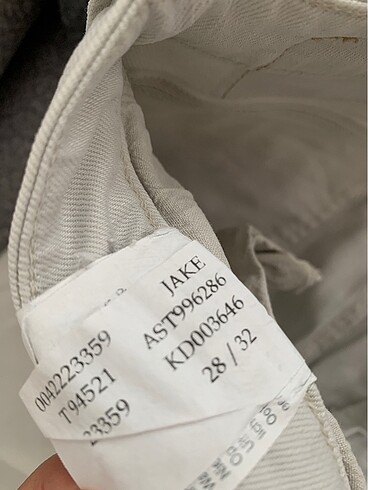 JAKE
0042223359 AST996286
T94521 KD003646
23359 28 / 32